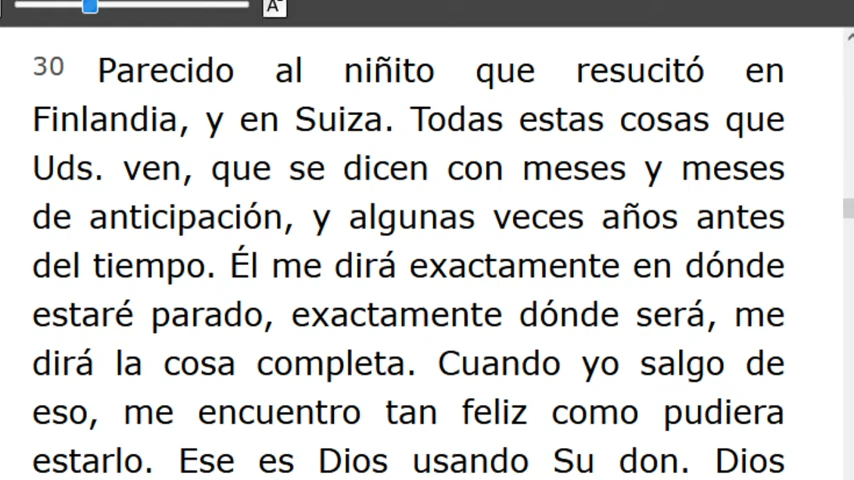 A
30 Parecido al niñito que resucitó en
Finlandia, y en Suiza. Todas estas cosas que
Uds. ven, que se dicen con meses y meses
de anticipación, y algunas veces años antes
del tiempo. Él me dirá exactamente en dónde
estaré parado, exactamente dónde será, me
dirá la cosa completa. Cuando yo salgo de
eso, me encuentro tan feliz como pudiera
estarlo. Ese es Dios usando Su don. Dios